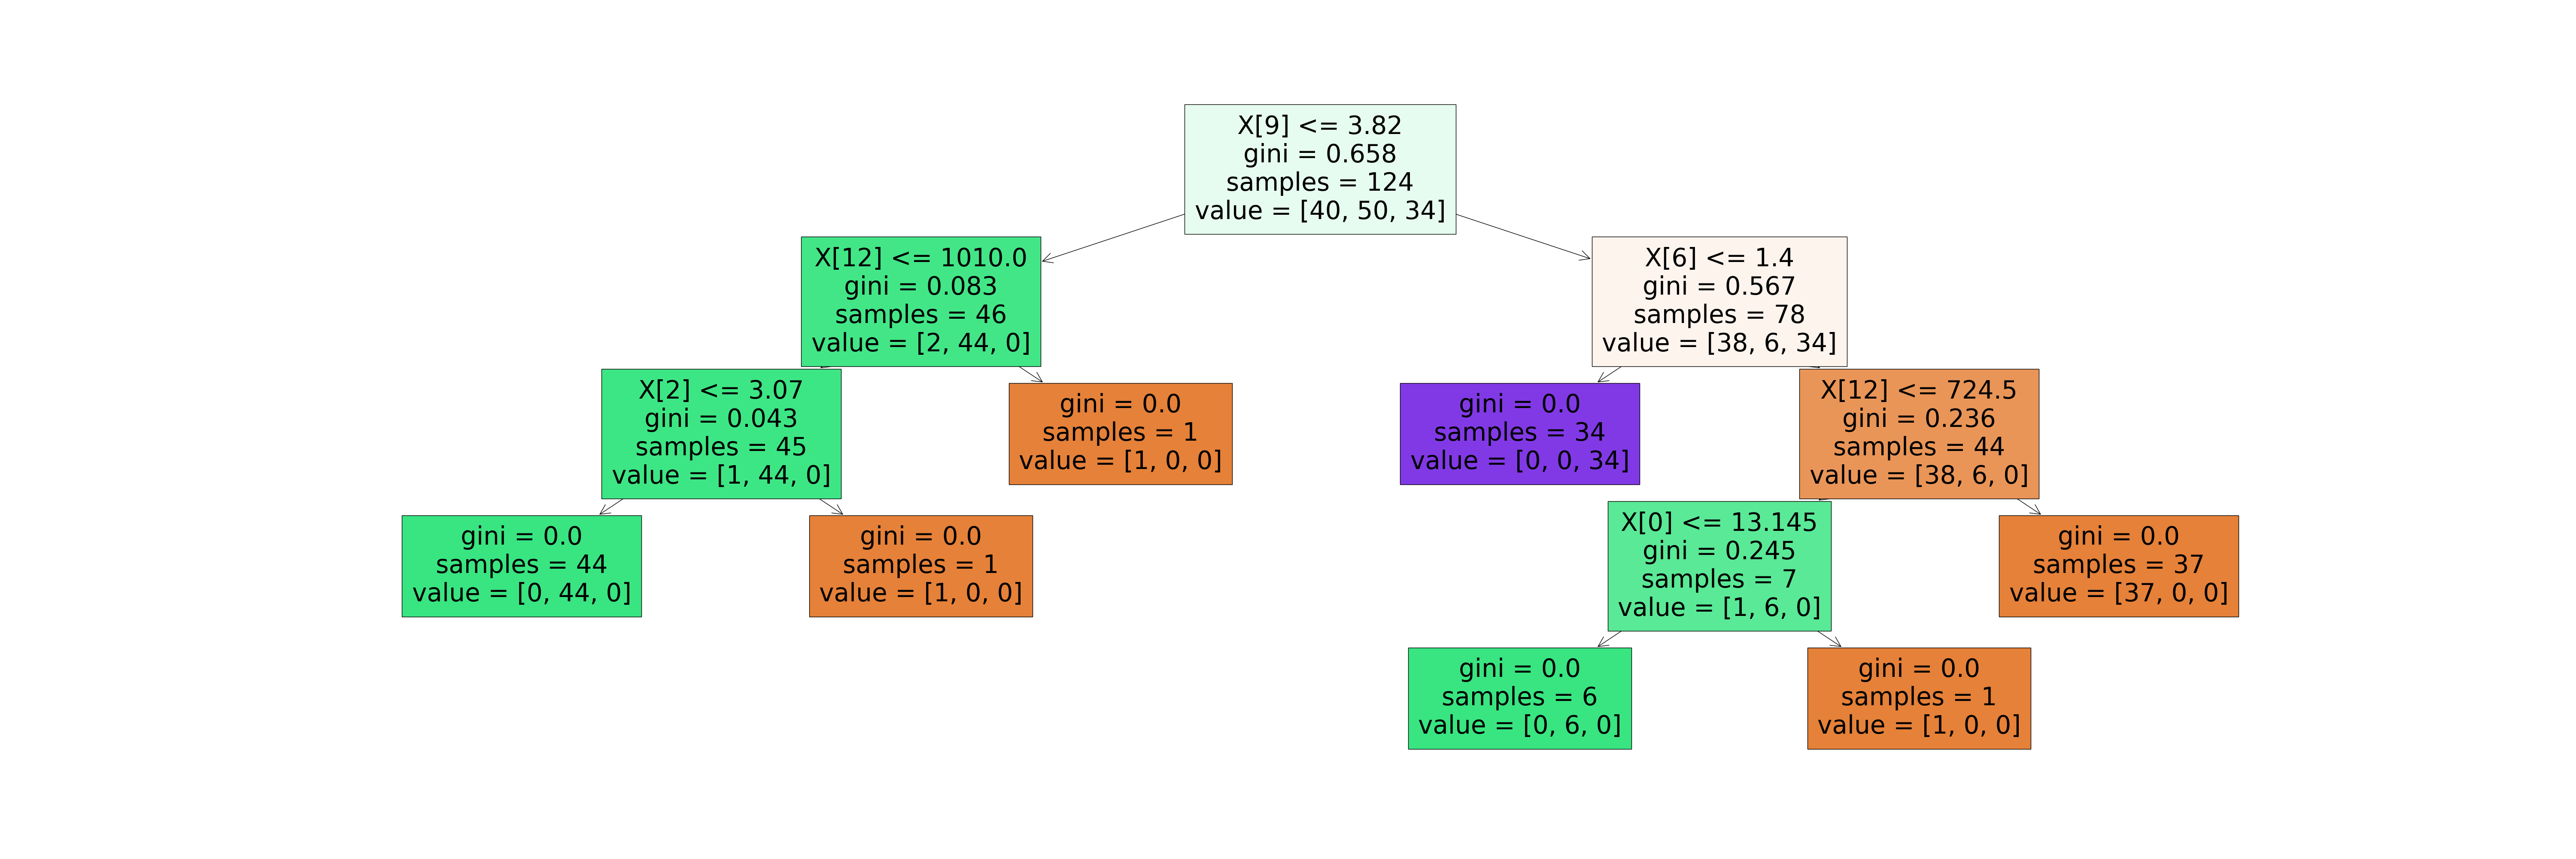 X[9] <= 3.82
gini = 0.658
samples = 124
value = [40, 50, 34]
X[12] <= 1010.0
gini = 0.083
samples = 46
value = [2, 44, 0]
X[6] <= 1.4
gini = 0.567
samples = 78
value = [38, 6, 34]
X[2] <= 3.07
gini = 0.043
samples = 45
value = [1, 44, 0]
gini = 0.0
samples = 1
value = [1, 0, 0]
gini = 0.0
samples = 34
value = [0, 0, 34]
X[12] <= 724.5
gini = 0.236
samples = 44
value = [38, 6, 0]
gini = 0.0
samples = 44
value = [0, 44, 0]
gini = 0.0
samples = 1
value = [1, 0, 0]
X[0] <= 13.145
gini = 0.245
samples = 7
value = [1, 6, 0]
gini = 0.0
samples = 37
value = [37, 0, 0]
gini = 0.0
samples = 6
value = [0, 6, 0]
gini = 0.0
samples = 1
value = [1, 0, 0]